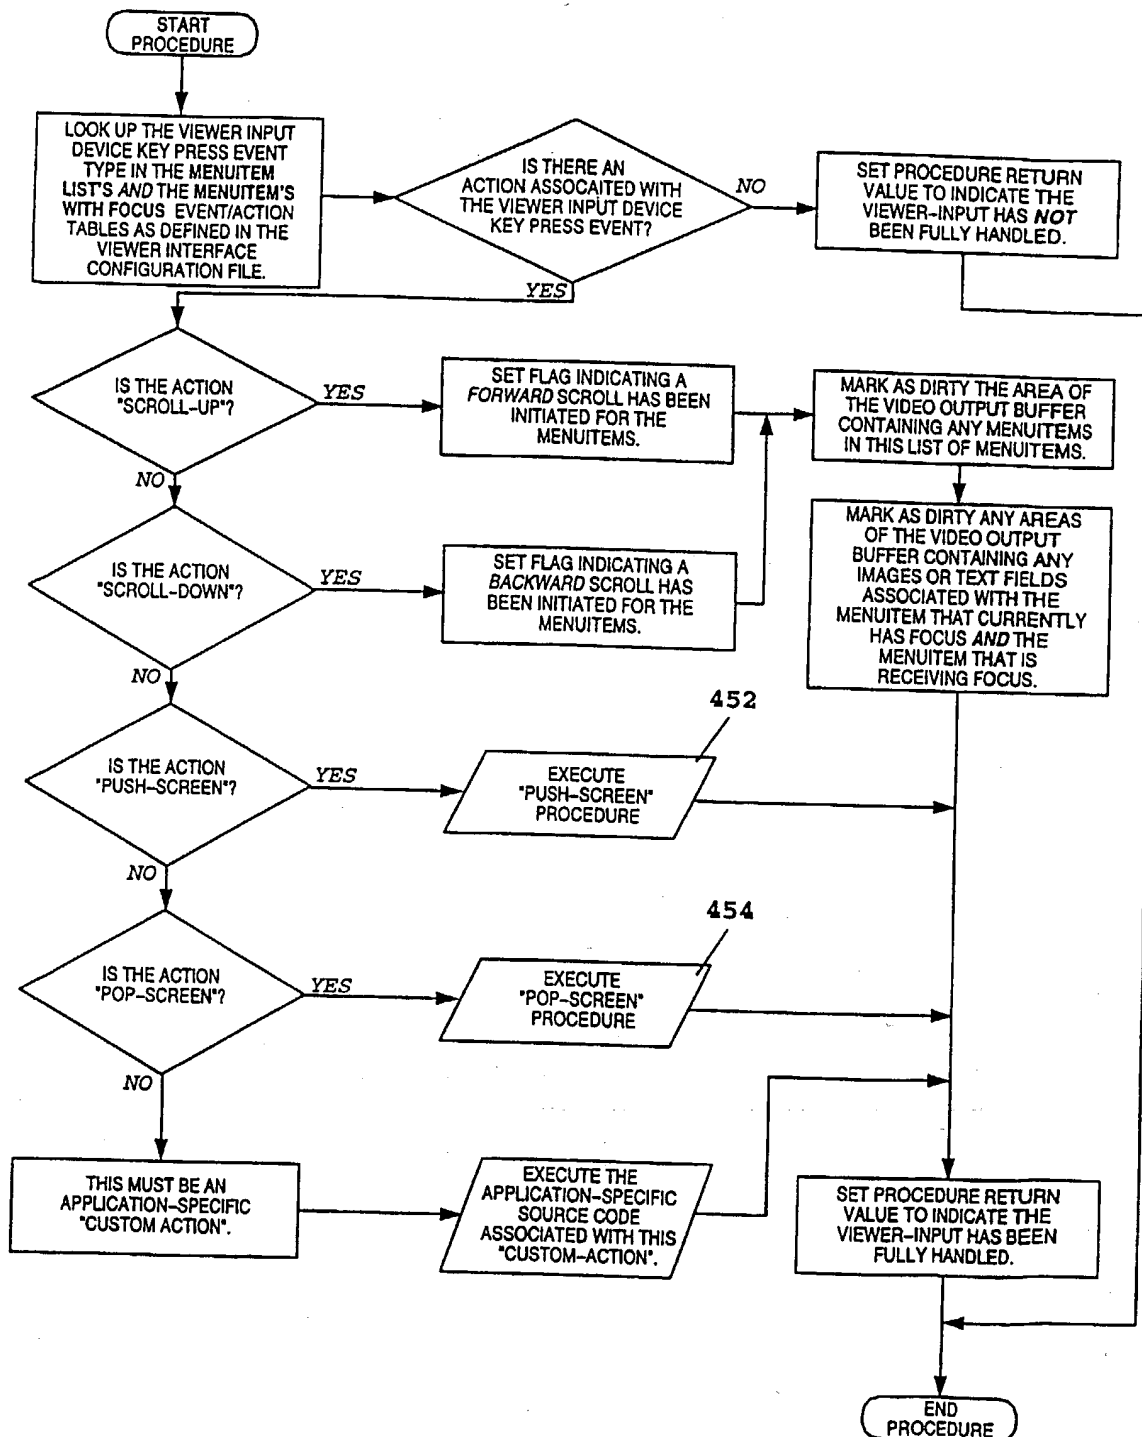 START
PROCEDURE
LOOK UP THE VIEWER INPUT
DEVICE KEY PRESS EVENT
TYPE IN THE MENUITEM
LIST'S AND THE MENUITEM'S
WITH FOCUS EVENT/ACTION
TABLES AS DEFINED IN THE
VIEWER INTERFACE
CONFIGURATION FILE.
IS THERE AN
ACTION ASSOCAITED WITH
THE VIEWER INPUT DEVICE
KEY PRESS EVENT?
NO
SET PROCEDURE RETURN
VALUE TO INDICATE THE
VIEWER-INPUT HAS NOT
BEEN FULLY HANDLED.
YES
IS THE ACTION
"SCROLL-UP"?
YES
SET FLAG INDICATING A
FORWARD SCROLL HAS BEEN
INITIATED FOR THE
MENUITEMS.
MARK AS DIRTY THE AREA OF
THE VIDEO OUTPUT BUFFER
CONTAINING ANY MENUITEMS
IN THIS LIST OF MENUITEMS.
NO
IS THE ACTION
"SCROLL-DOWN"?
YES
SET FLAG INDICATING A
BACKWARD SCROLL HAS
BEEN INITIATED FOR THE
MENUITEMS.
MARK AS DIRTY ANY AREAS
OF THE VIDEO OUTPUT
BUFFER CONTAINING ANY
IMAGES OR TEXT FIELDS
ASSOCIATED WITH THE
MENUITEM THAT CURRENTLY
HAS FOCUS AND THE
MENUITEM THAT IS
RECEIVING FOCUS.
NO
IS THE ACTION
"PUSH-SCREEN"?
YES
452
EXECUTE
"PUSH-SCREEN"
PROCEDURE
NO
IS THE ACTION
"POP-SCREEN"?
YES
454
EXECUTE
"POP-SCREEN"
PROCEDURE
NO
THIS MUST BE AN
APPLICATION-SPECIFIC
"CUSTOM ACTION".
EXECUTE THE
APPLICATION-SPECIFIC
SOURCE CODE
ASSOCIATED WITH THIS
"CUSTOM-ACTION".
SET PROCEDURE RETURN
VALUE TO INDICATE THE
VIEWER-INPUT HAS BEEN
FULLY HANDLED.
END
PROCEDURE